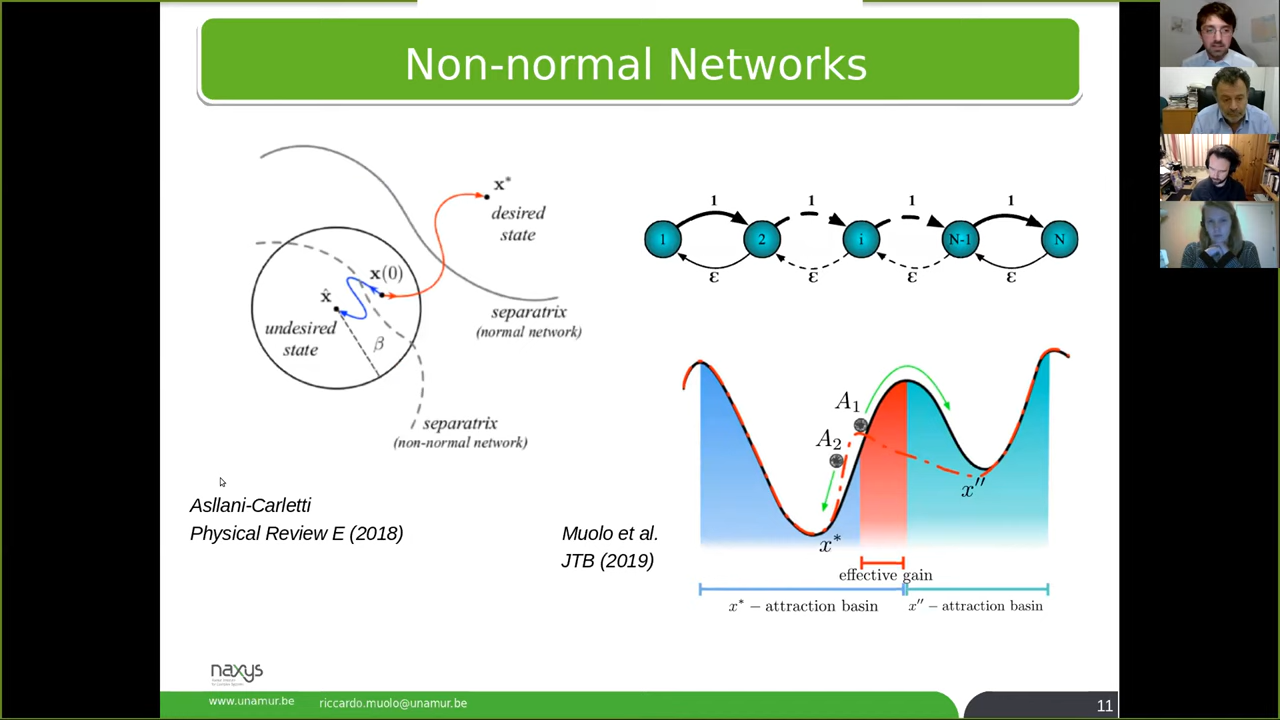 Non-normal Networks
x*
desired
state
x(0)
x̂
undesired
state
β
separatrix
(normal network)
separatrix
(non-normal network)
1 1 1 1
1 2 i N-1 N
ε ε ε ε
A₁
A₂
x*
x''
effective gain
x* – attraction basin
x'' – attraction basin
Asllani-Carletti
Physical Review E (2018)
Muolo et al.
JTB (2019)
naxys
www.unamur.be
riccardo.muolo@unamur.be
11